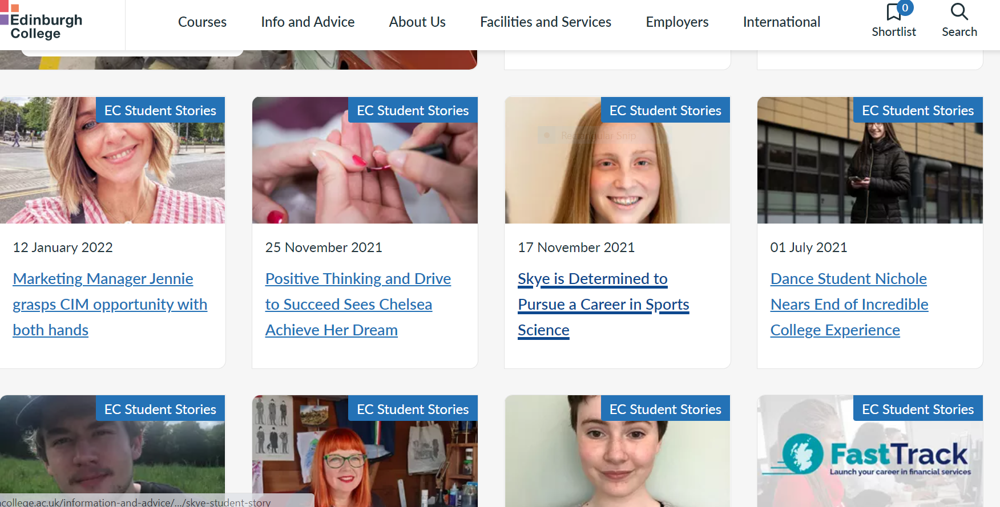 Edinburgh
College
Courses
Info and Advice
About Us
Facilities and Services
Employers
International
0
Shortlist
Search
EC Student Stories
EC Student Stories
EC Student Stories
EC Student Stories
Rectangular Snip
12 January 2022
Marketing Manager Jennie
grasps CIM opportunity with
both hands
25 November 2021
Positive Thinking and Drive
to Succeed Sees Chelsea
Achieve Her Dream
17 November 2021
Skye is Determined to
Pursue a Career in Sports
Science
01 July 2021
Dance Student Nichole
Nears End of Incredible
College Experience
EC Student Stories
EC Student Stories
EC Student Stories
EC Student Stories
FastTrack
Launch your career in financial services
ncollege.ac.uk/information-and-advice/.../skye-student-story